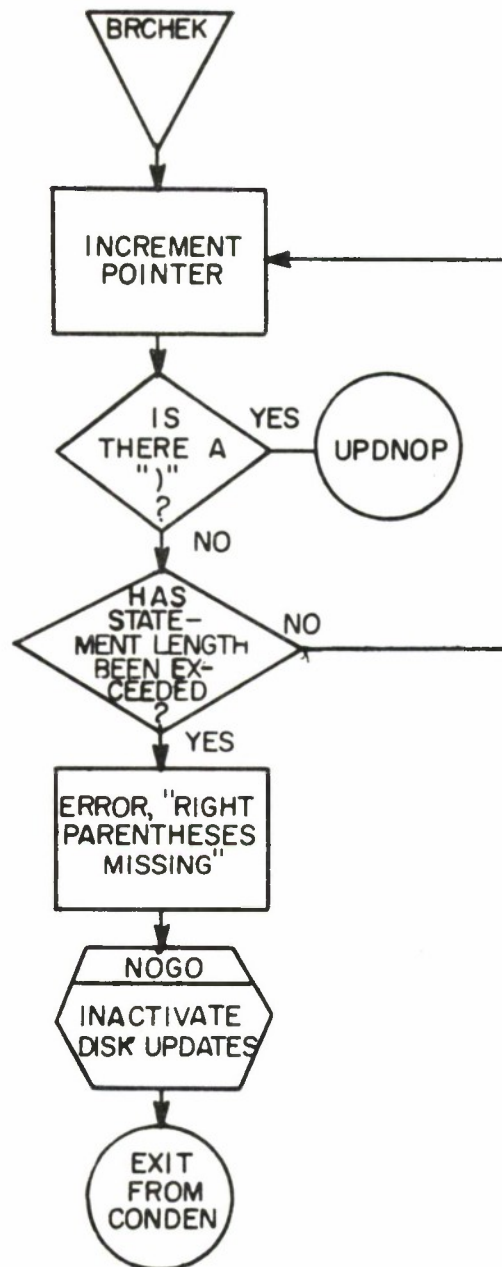 BRCHEK
INCREMENT
POINTER
IS
THERE A
")"
?
YES
UPDNOP
NO
HAS
STATE-
MENT LENGTH
BEEN EX-
CEEDED
?
NO
YES
ERROR, "RIGHT
PARENTHESES
MISSING"
NOGO
INACTIVATE
DISK UPDATES
EXIT
FROM
CONDEN